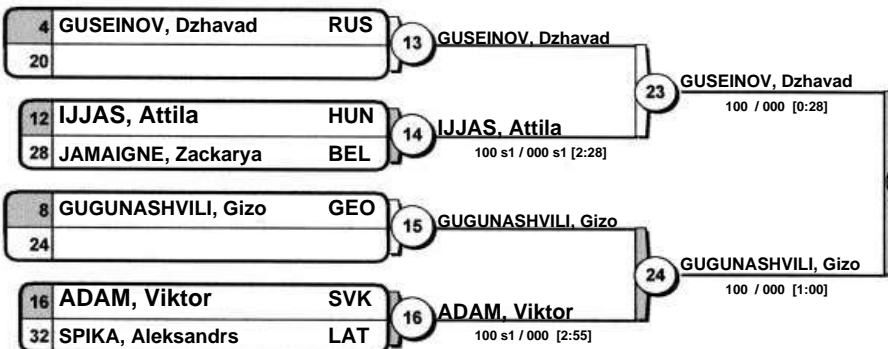 4 GUSEINOV, Dzhavad RUS
20
13 GUSEINOV, Dzhavad
12 IJJAS, Attila HUN
28 JAMAIGNE, Zackarya BEL
14 IJJAS, Attila
100 s1 / 000 s1 [2:28]
23 GUSEINOV, Dzhavad
100 / 000 [0:28]
8 GUGUNASHVILI, Gizo GEO
24
15 GUGUNASHVILI, Gizo
16 ADAM, Viktor SVK
32 SPIKA, Aleksandrs LAT
16 ADAM, Viktor
100 s1 / 000 [2:55]
24 GUGUNASHVILI, Gizo
100 / 000 [1:00]